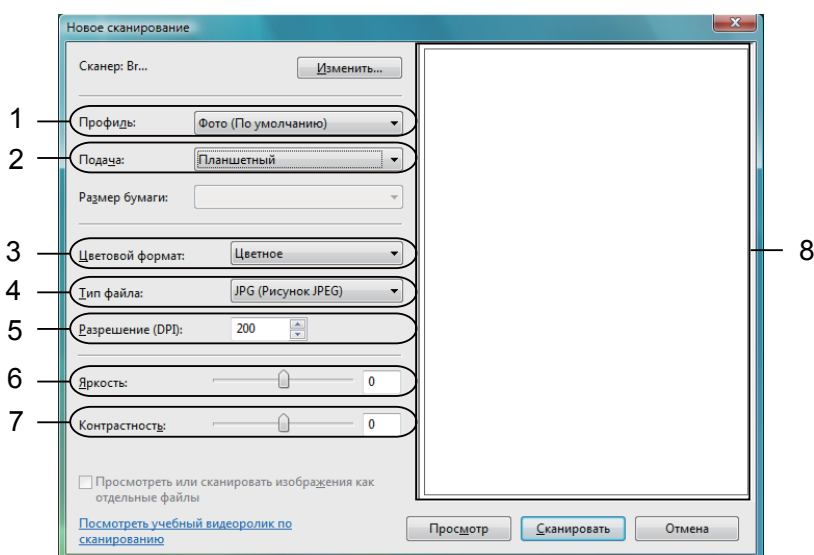 Новое сканирование
Сканер: Br...
Изменить...
1
Профиль:
Фото (По умолчанию)
2
Подача:
Планшетный
Размер бумаги:
3
Цветовой формат:
Цветное
8
4
Тип файла:
JPG (Рисунок JPEG)
5
Разрешение (DPI):
200
6
Яркость:
0
7
Контрастность:
0
Просмотреть или сканировать изображения как
отдельные файлы
Посмотреть учебный видеоролик по
сканированию
Просмотр
Сканировать
Отмена